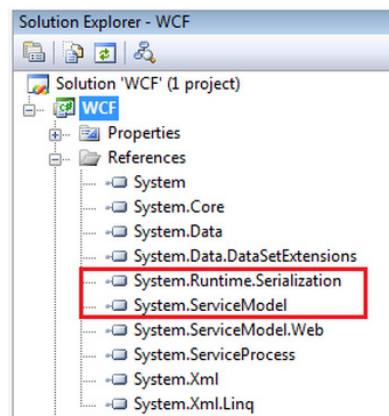 Solution Explorer - WCF
Solution 'WCF' (1 project)
WCF
Properties
References
System
System.Core
System.Data
System.Data.DataSetExtensions
System.Runtime.Serialization
System.ServiceModel
System.ServiceModel.Web
System.ServiceProcess
System.Xml
System.Xml.Linq